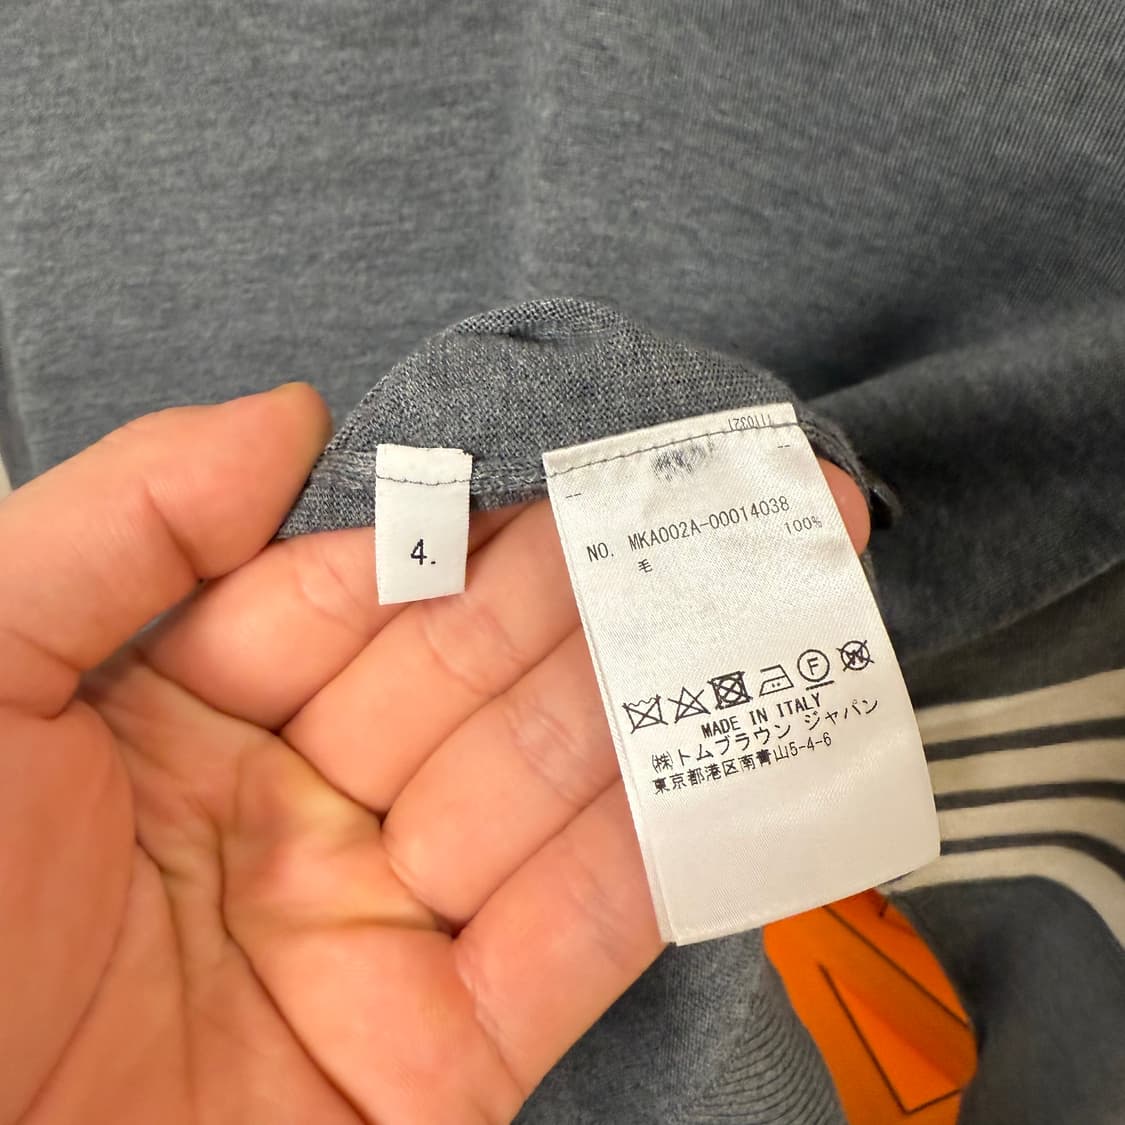 4.
NO. MKA002A-00014038
毛 100%
F
W
MADE IN ITALY
㈱トムブラウン ジャパン
東京都港区南青山5-4-6